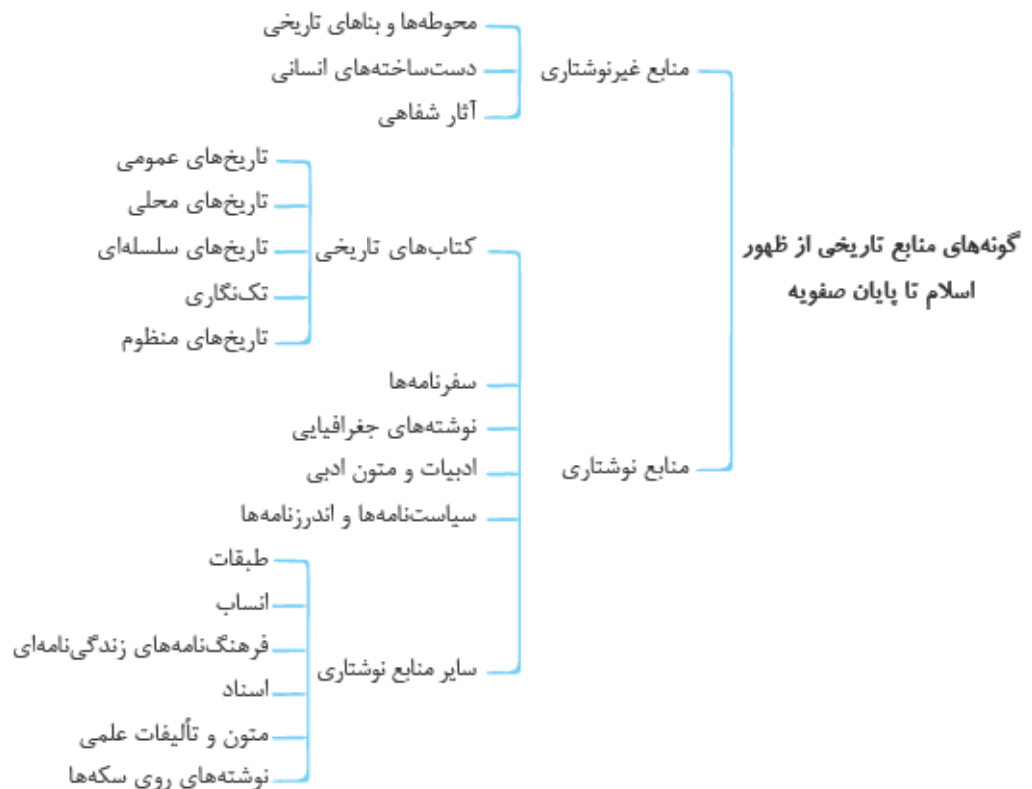 گونه‌های منابع تاریخی از ظهور
اسلام تا پایان صفویه
منابع غیرنوشتاری
محوطه‌ها و بناهای تاریخی
دست‌ساخته‌های انسانی
آثار شفاهی
منابع نوشتاری
کتاب‌های تاریخی
تاریخ‌های عمومی
تاریخ‌های محلی
تاریخ‌های سلسله‌ای
تک‌نگاری
تاریخ‌های منظوم
سفرنامه‌ها
نوشته‌های جغرافیایی
ادبیات و متون ادبی
سیاست‌نامه‌ها و اندرزنامه‌ها
سایر منابع نوشتاری
طبقات
انساب
فرهنگ‌نامه‌های زندگی‌نامه‌ای
اسناد
متون و تألیفات علمی
نوشته‌های روی سکه‌ها